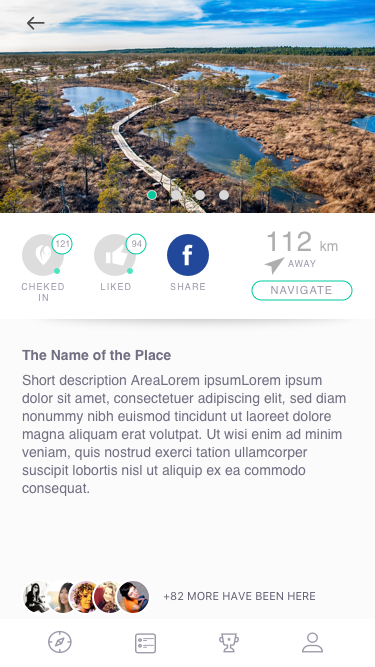 121
94
112 km
AWAY
CHEKED
IN
LIKED
SHARE
NAVIGATE
The Name of the Place
Short description AreaLorem ipsumLorem ipsum
dolor sit amet, consectetuer adipiscing elit, sed diam
nonummy nibh euismod tincidunt ut laoreet dolore
magna aliquam erat volutpat. Ut wisi enim ad minim
veniam, quis nostrud exerci tation ullamcorper
suscipit lobortis nisl ut aliquip ex ea commodo
consequat.
+82 MORE HAVE BEEN HERE